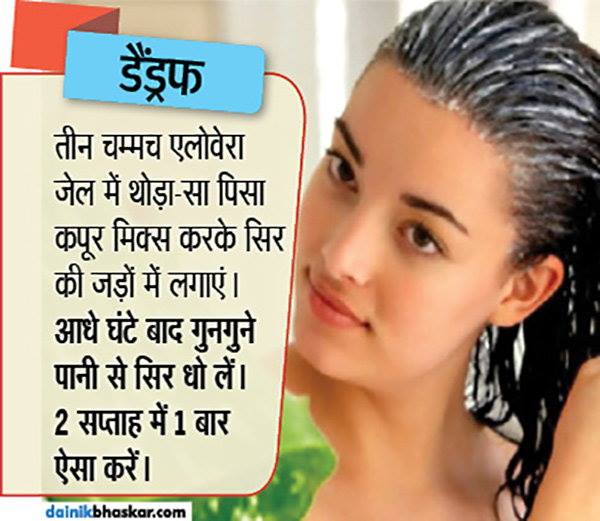 डैंड्रफ
तीन चम्मच एलोवेरा
जेल में थोड़ा-सा पिसा
कपूर मिक्स करके सिर
की जड़ों में लगाएं।
आधे घंटे बाद गुनगुने
पानी से सिर धो लें।
2 सप्ताह में 1 बार
ऐसा करें।
dainikbhaskar.com